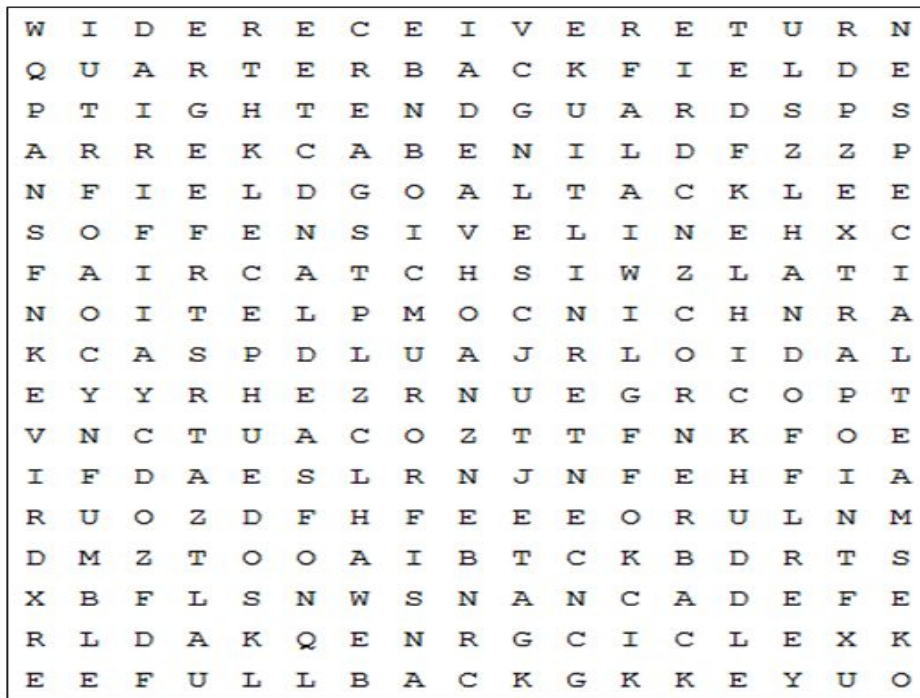 W I D E R E C E I V E R E T U R N
Q U A R T E R B A C K F I E L D E
P T I G H T E N D G U A R D S P S
A R R E K C A B E N I L D F Z Z P
N F I E L D G O A L T A C K L E E
S O F F E N S I V E L I N E H X C
F A I R C A T C H S I W Z L A T I
N O I T E L P M O C N I C H N R A
K C A S P D L U A J R L O I D A L
E Y Y R H E Z R N U E G R C O P T
V N C T U A C O Z T T F N K F O E
I F D A E S L R N J N F E H F I A
R U O Z D F H F E E E O R U L N M
D M Z T O O A I B T C K B D R T S
X B F L S N W S N A N C A D E F E
R L D A K Q E N R G C I C L E X K
E E F U L L B A C K G K K E Y U O